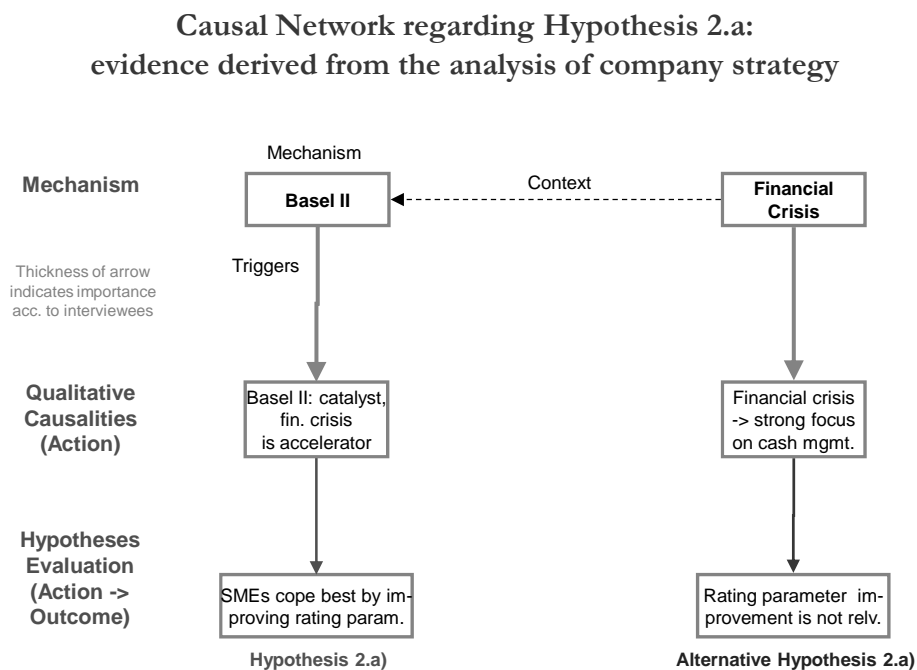 Causal Network regarding Hypothesis 2.a:
evidence derived from the analysis of company strategy
Mechanism
Mechanism
Basel II
Context
Financial
Crisis
Triggers
Thickness of arrow
indicates importance
acc. to interviewees
Qualitative
Causalities
(Action)
Basel II: catalyst,
fin. crisis
is accelerator
Financial crisis
-> strong focus
on cash mgmt.
Hypotheses
Evaluation
(Action ->
Outcome)
SMEs cope best by im-
proving rating param.
Rating parameter im-
provement is not relv.
Hypothesis 2.a)
Alternative Hypothesis 2.a)